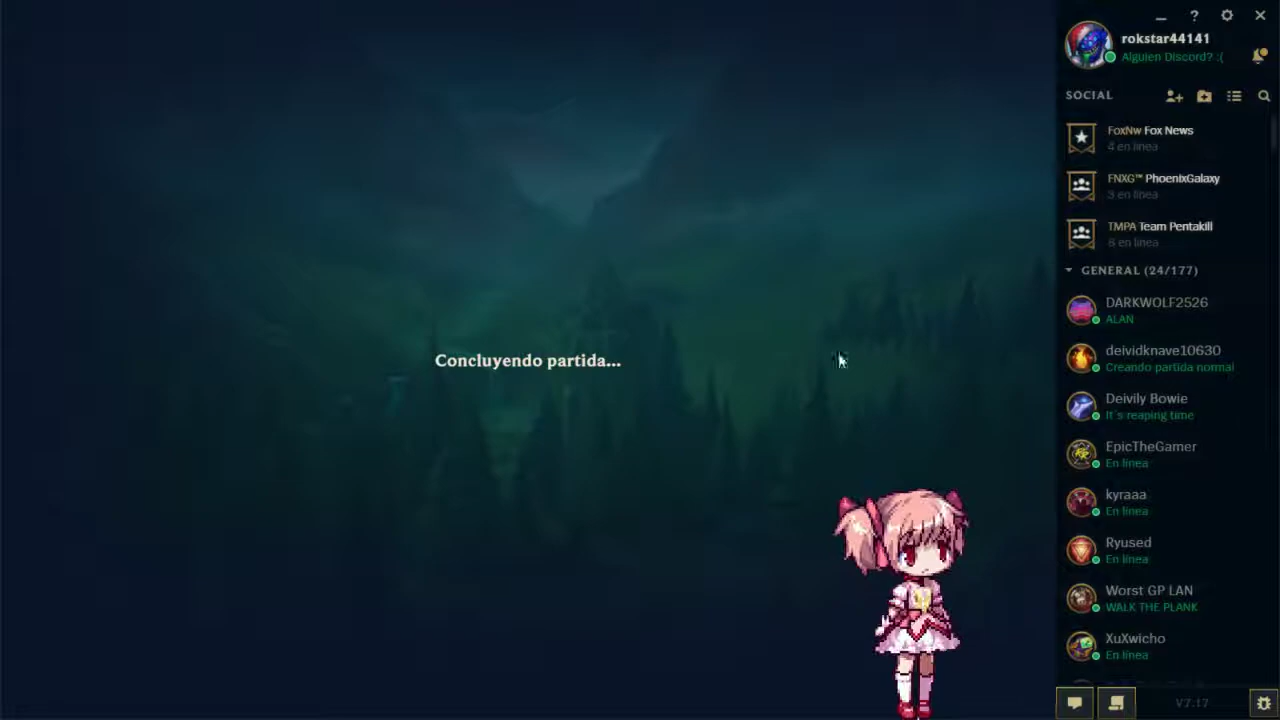 rokstar44141
Alguien Discord? :(
SOCIAL
FoxNw Fox News
4 en línea
FNXG™ PhoenixGalaxy
3 en línea
TMPA Team Pentakill
8 en línea
GENERAL (24/177)
DARKWOLF2526
ALAN
deividknave10630
Creando partida normal
Deivily Bowie
It´s reaping time
EpicTheGamer
En línea
kyraaa
En línea
Ryused
En línea
Worst GP LAN
WALK THE PLANK
XuXwicho
En línea
V7.17
Concluyendo partida...